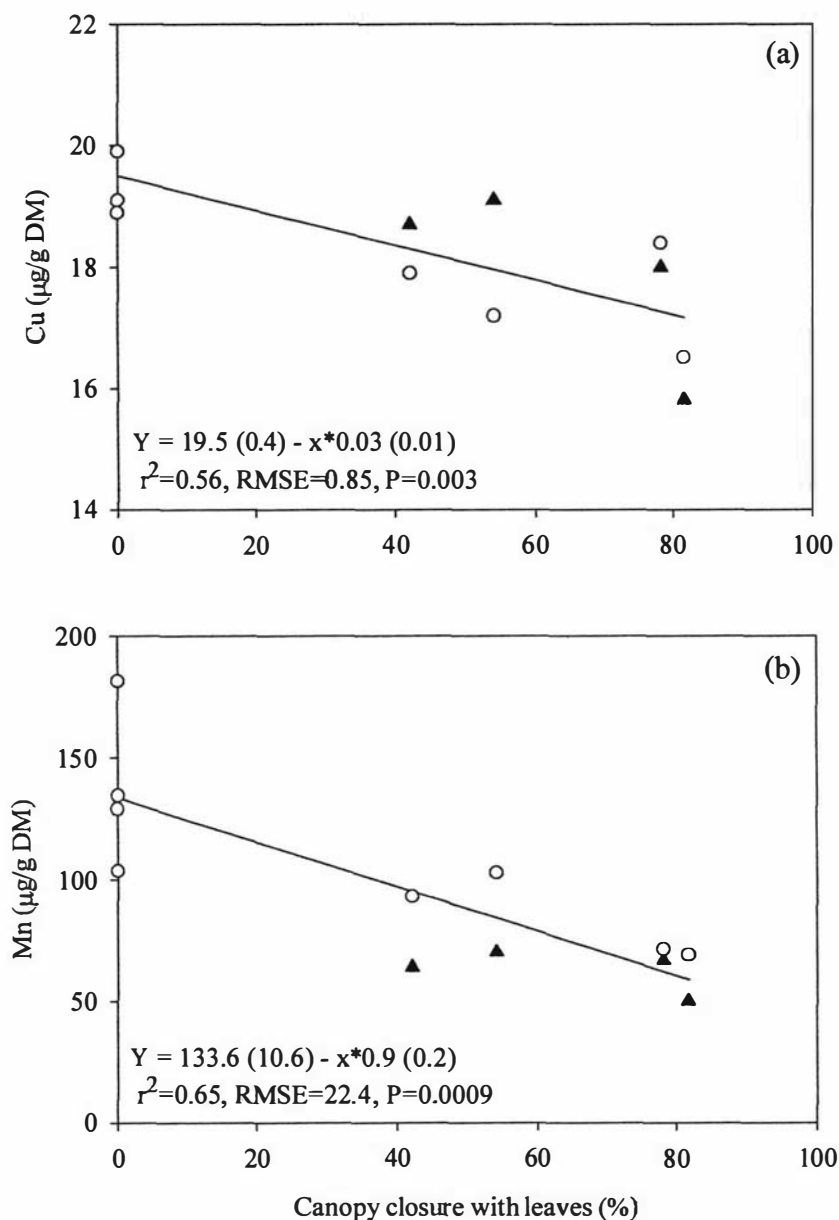 (a)
22
20
18
16
14
Cu (µg/g DM)
Y = 19.5 (0.4) - x*0.03 (0.01)
r²=0.56, RMSE=0.85, P=0.003
0 20 40 60 80 100
(b)
200
150
100
50
0
Mn (µg/g DM)
Y = 133.6 (10.6) - x*0.9 (0.2)
r²=0.65, RMSE=22.4, P=0.0009
0 20 40 60 80 100
Canopy closure with leaves (%)